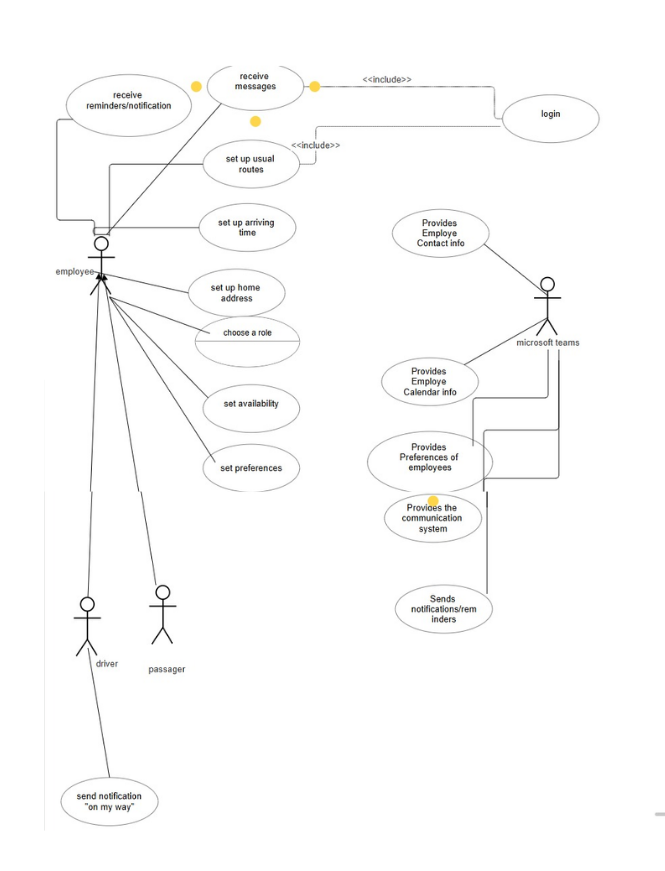 receive
messages
<<include>>
receive
reminders/notification
login
<<include>>
set up usual
routes
set up arriving
time
Provides
Employe
Contact info
employee
set up home
address
choose a role
microsoft teams
Provides
Employe
Calendar info
set availability
Provides
Preferences of
employees
set preferences
Provides the
communication
system
Sends
notifications/rem
inders
driver
passager
send notification
"on my way"